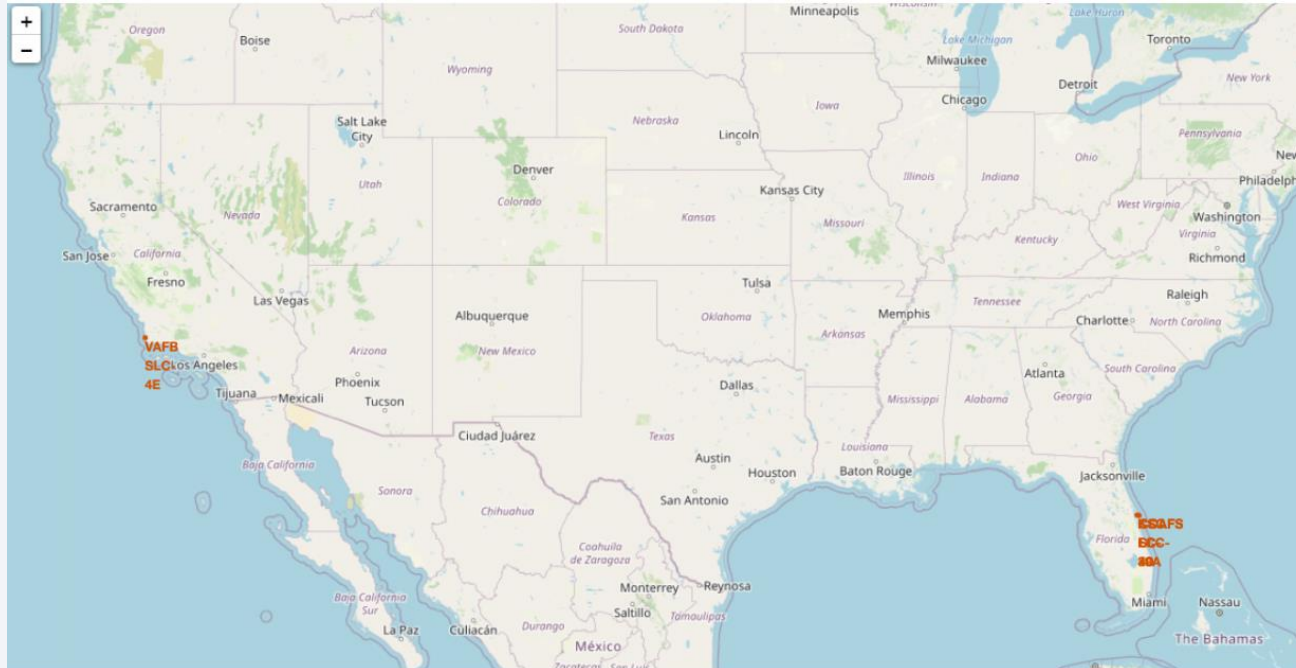 +
−
Oregon
Boise
Wyoming
South Dakota
Minneapolis
Wisconsin
Lake Michigan
Lake Huron
Toronto
Milwaukee
Detroit
New York
Chicago
Iowa
Salt Lake
City
Nebraska
Lincoln
Pennsylvania
Ohio
New
Denver
Utah
Colorado
Illinois
Indiana
Philadelph
Kansas City
Sacramento
Nevada
Kansas
Missouri
West Virginia
Washington
San Jose
California
Kentucky
Virginia
Richmond
Fresno
Las Vegas
Tulsa
Tennessee
Raleigh
Albuquerque
Oklahoma
Memphis
Charlotte
North Carolina
Arkansas
VAFB
SLC-
4E
Los Angeles
Arizona
New Mexico
South Carolina
Phoenix
Dallas
Atlanta
Tijuana
Mexicali
Tucson
Mississippi
Alabama
Georgia
Ciudad Juárez
Texas
Louisiana
Baja California
Austin
Houston
Baton Rouge
Jacksonville
Sonora
San Antonio
Chihuahua
Florida
Coahuila
de Zaragoza
Monterrey
Reynosa
Baja California
Sur
Saltillo
Tamaulipas
Miami
Nassau
La Paz
Culiacán
Durango
México
The Bahamas
Zacatecas
San Luis